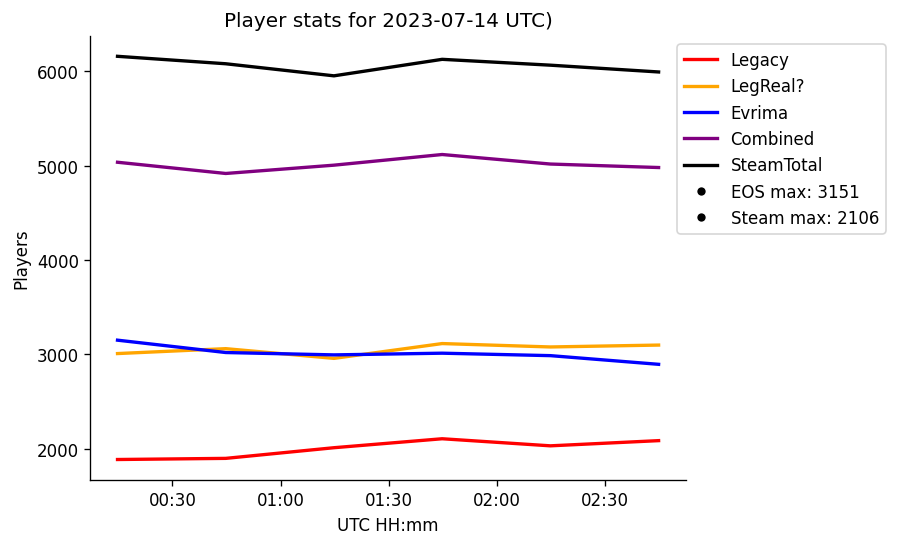 Player stats for 2023-07-14 UTC)
6000
5000
4000
3000
2000
Players
00:30
01:00
01:30
02:00
02:30
UTC HH:mm
Legacy
LegReal?
Evrima
Combined
SteamTotal
EOS max: 3151
Steam max: 2106